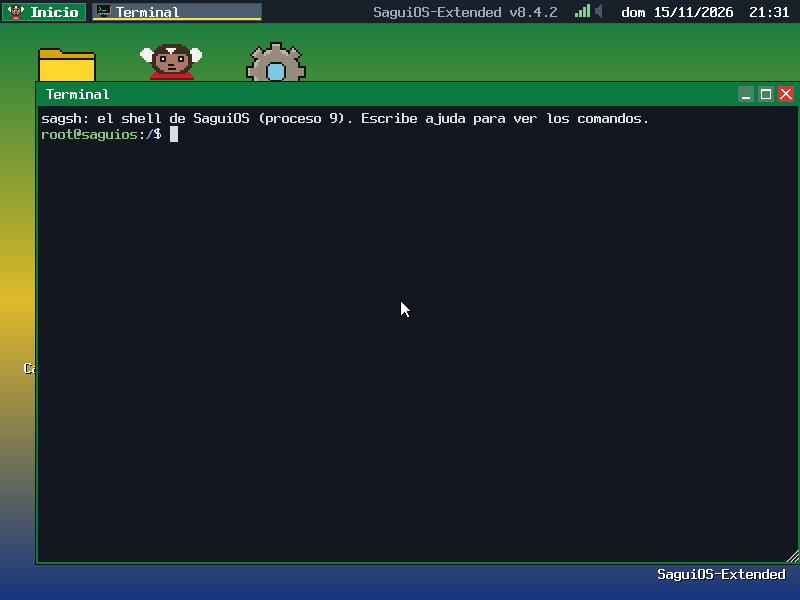 Inicio
Terminal
SaguiOS-Extended v8.4.2
dom 15/11/2026
21:31
Terminal
sagsh: el shell de SaguiOS (proceso 9). Escribe ajuda para ver los comandos.
root@saguios:/$
SaguiOS-Extended